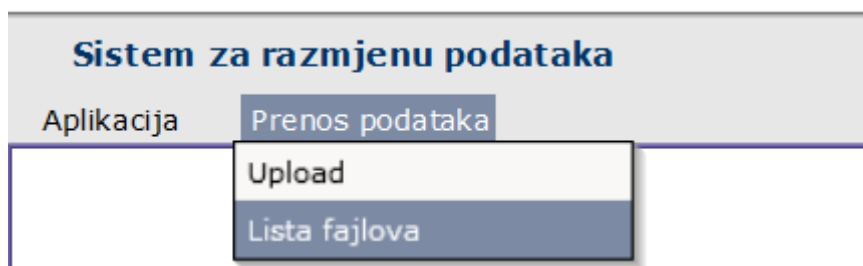 Sistem za razmjenu podataka
Aplikacija Prenos podataka
Upload
Lista fajlova